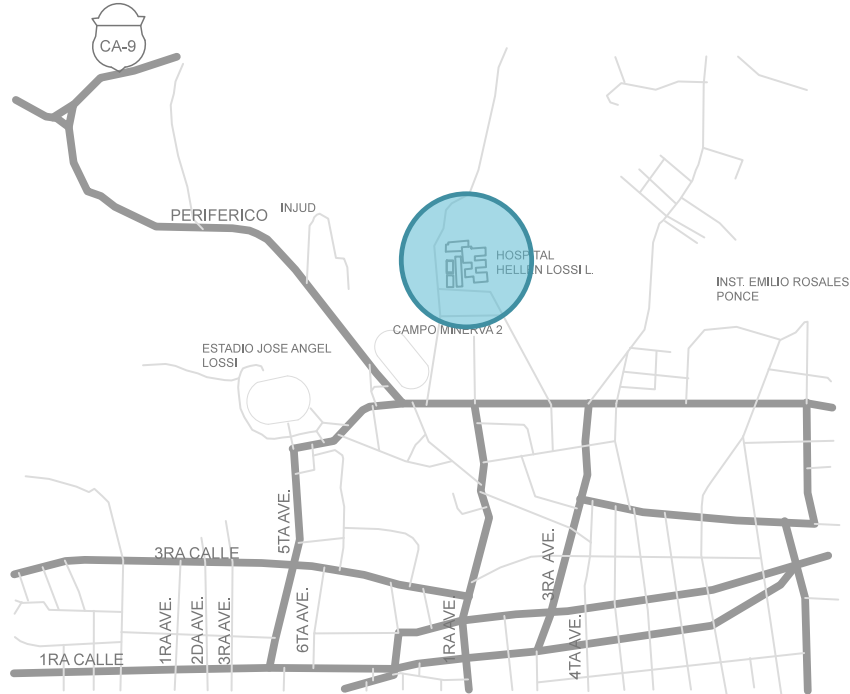 CA-9
PERIFERICO
INJUD
HOSPITAL
HELLEN LOSSI L.
INST. EMILIO ROSALES
PONCE
CAMPO MINERVA 2
ESTADIO JOSE ANGEL
LOSSI
5TA AVE.
3RA CALLE
3RA AVE.
1RA AVE.
2DA AVE.
3RA AVE.
6TA AVE.
1RA AVE.
4TA AVE.
1RA CALLE